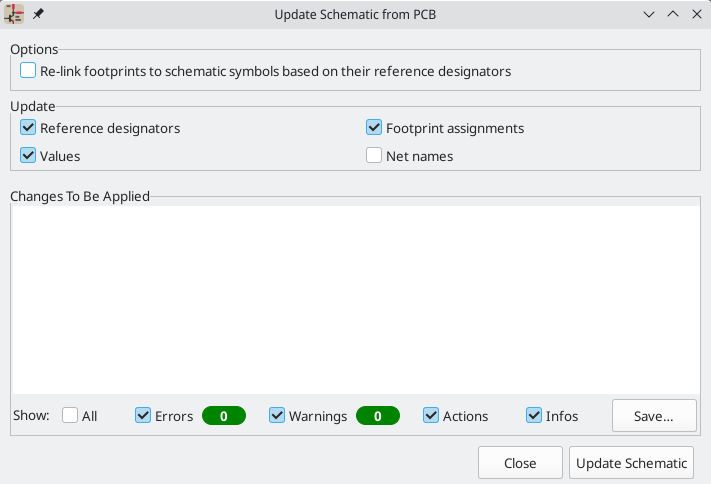 Update Schematic from PCB
Options
Re-link footprints to schematic symbols based on their reference designators
Update
Reference designators
Footprint assignments
Values
Net names
Changes To Be Applied
Show: All Errors 0 Warnings 0 Actions Infos Save...
Close Update Schematic